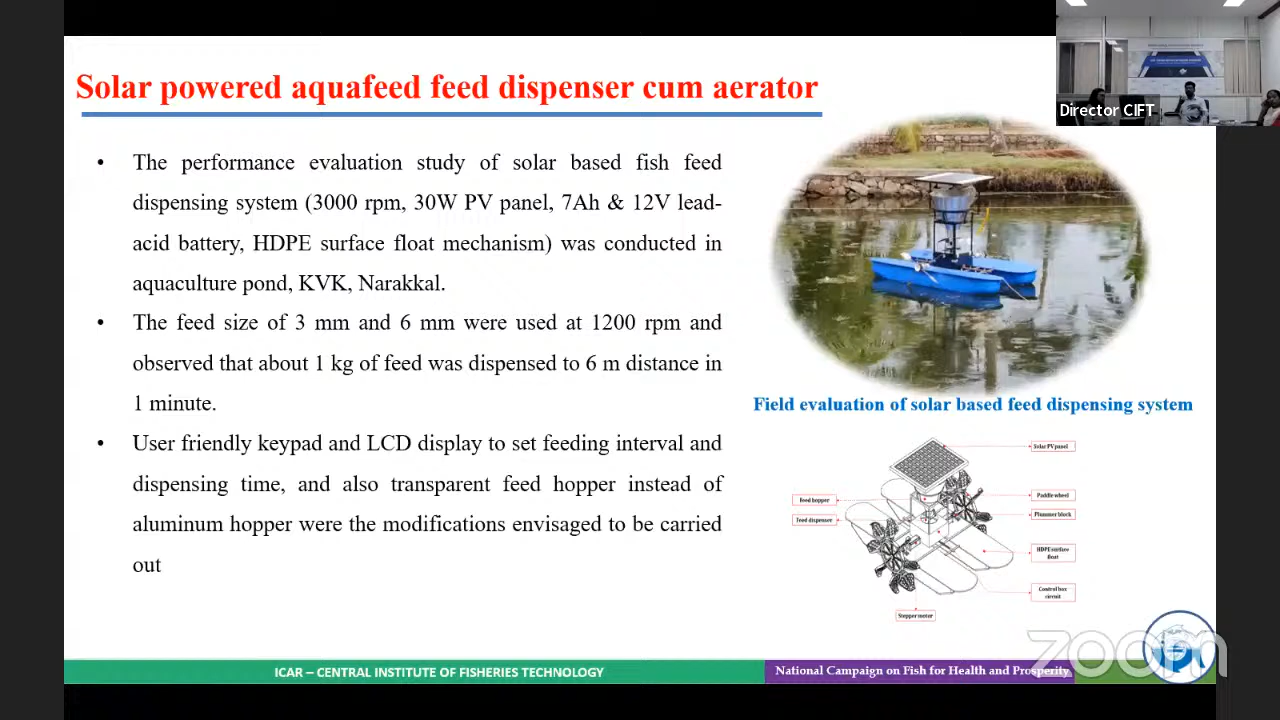 Solar powered aquafeed feed dispenser cum aerator
Director CIFT
• The performance evaluation study of solar based fish feed
dispensing system (3000 rpm, 30W PV panel, 7Ah & 12V lead-
acid battery, HDPE surface float mechanism) was conducted in
aquaculture pond, KVK, Narakkal.
• The feed size of 3 mm and 6 mm were used at 1200 rpm and
observed that about 1 kg of feed was dispensed to 6 m distance in
1 minute.
• User friendly keypad and LCD display to set feeding interval and
dispensing time, and also transparent feed hopper instead of
aluminum hopper were the modifications envisaged to be carried
out
Field evaluation of solar based feed dispensing system
Solar PV panel
Feed hopper
Paddle wheel
Feed dispenser
Plummer block
HDPE surface
float
Control box
circuit
Stepper motor
ICAR – CENTRAL INSTITUTE OF FISHERIES TECHNOLOGY
National Campaign on Fish for Health and Prosperity
zoom